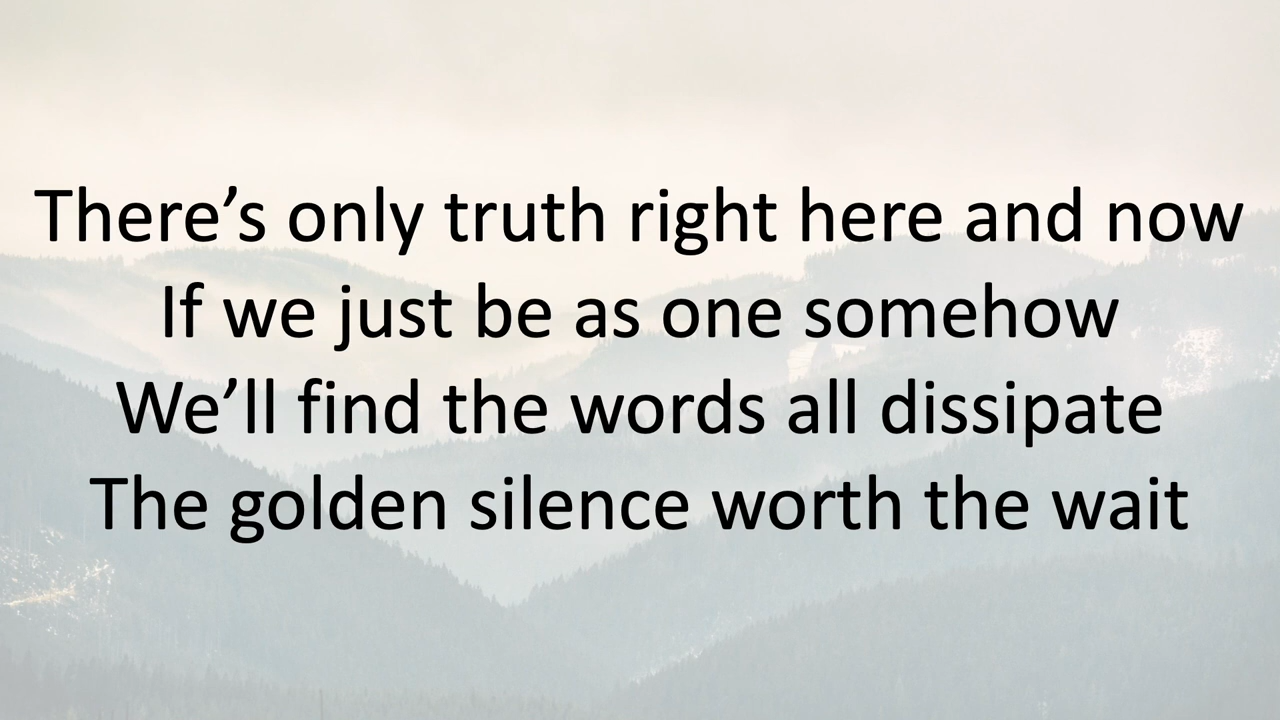 There’s only truth right here and now
If we just be as one somehow
We’ll find the words all dissipate
The golden silence worth the wait